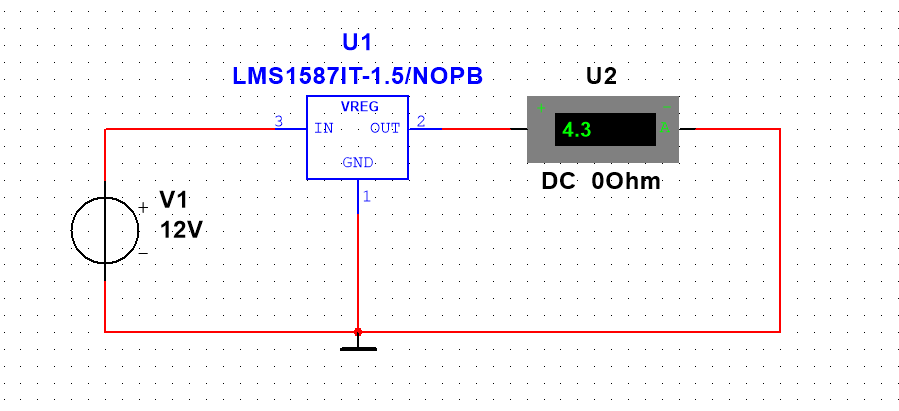 U1
LMS1587IT-1.5/NOPB
VREG
3
IN
OUT
2
GND
1
U2
+
−
4.3
A
DC 0Ohm
V1
+
12V
−